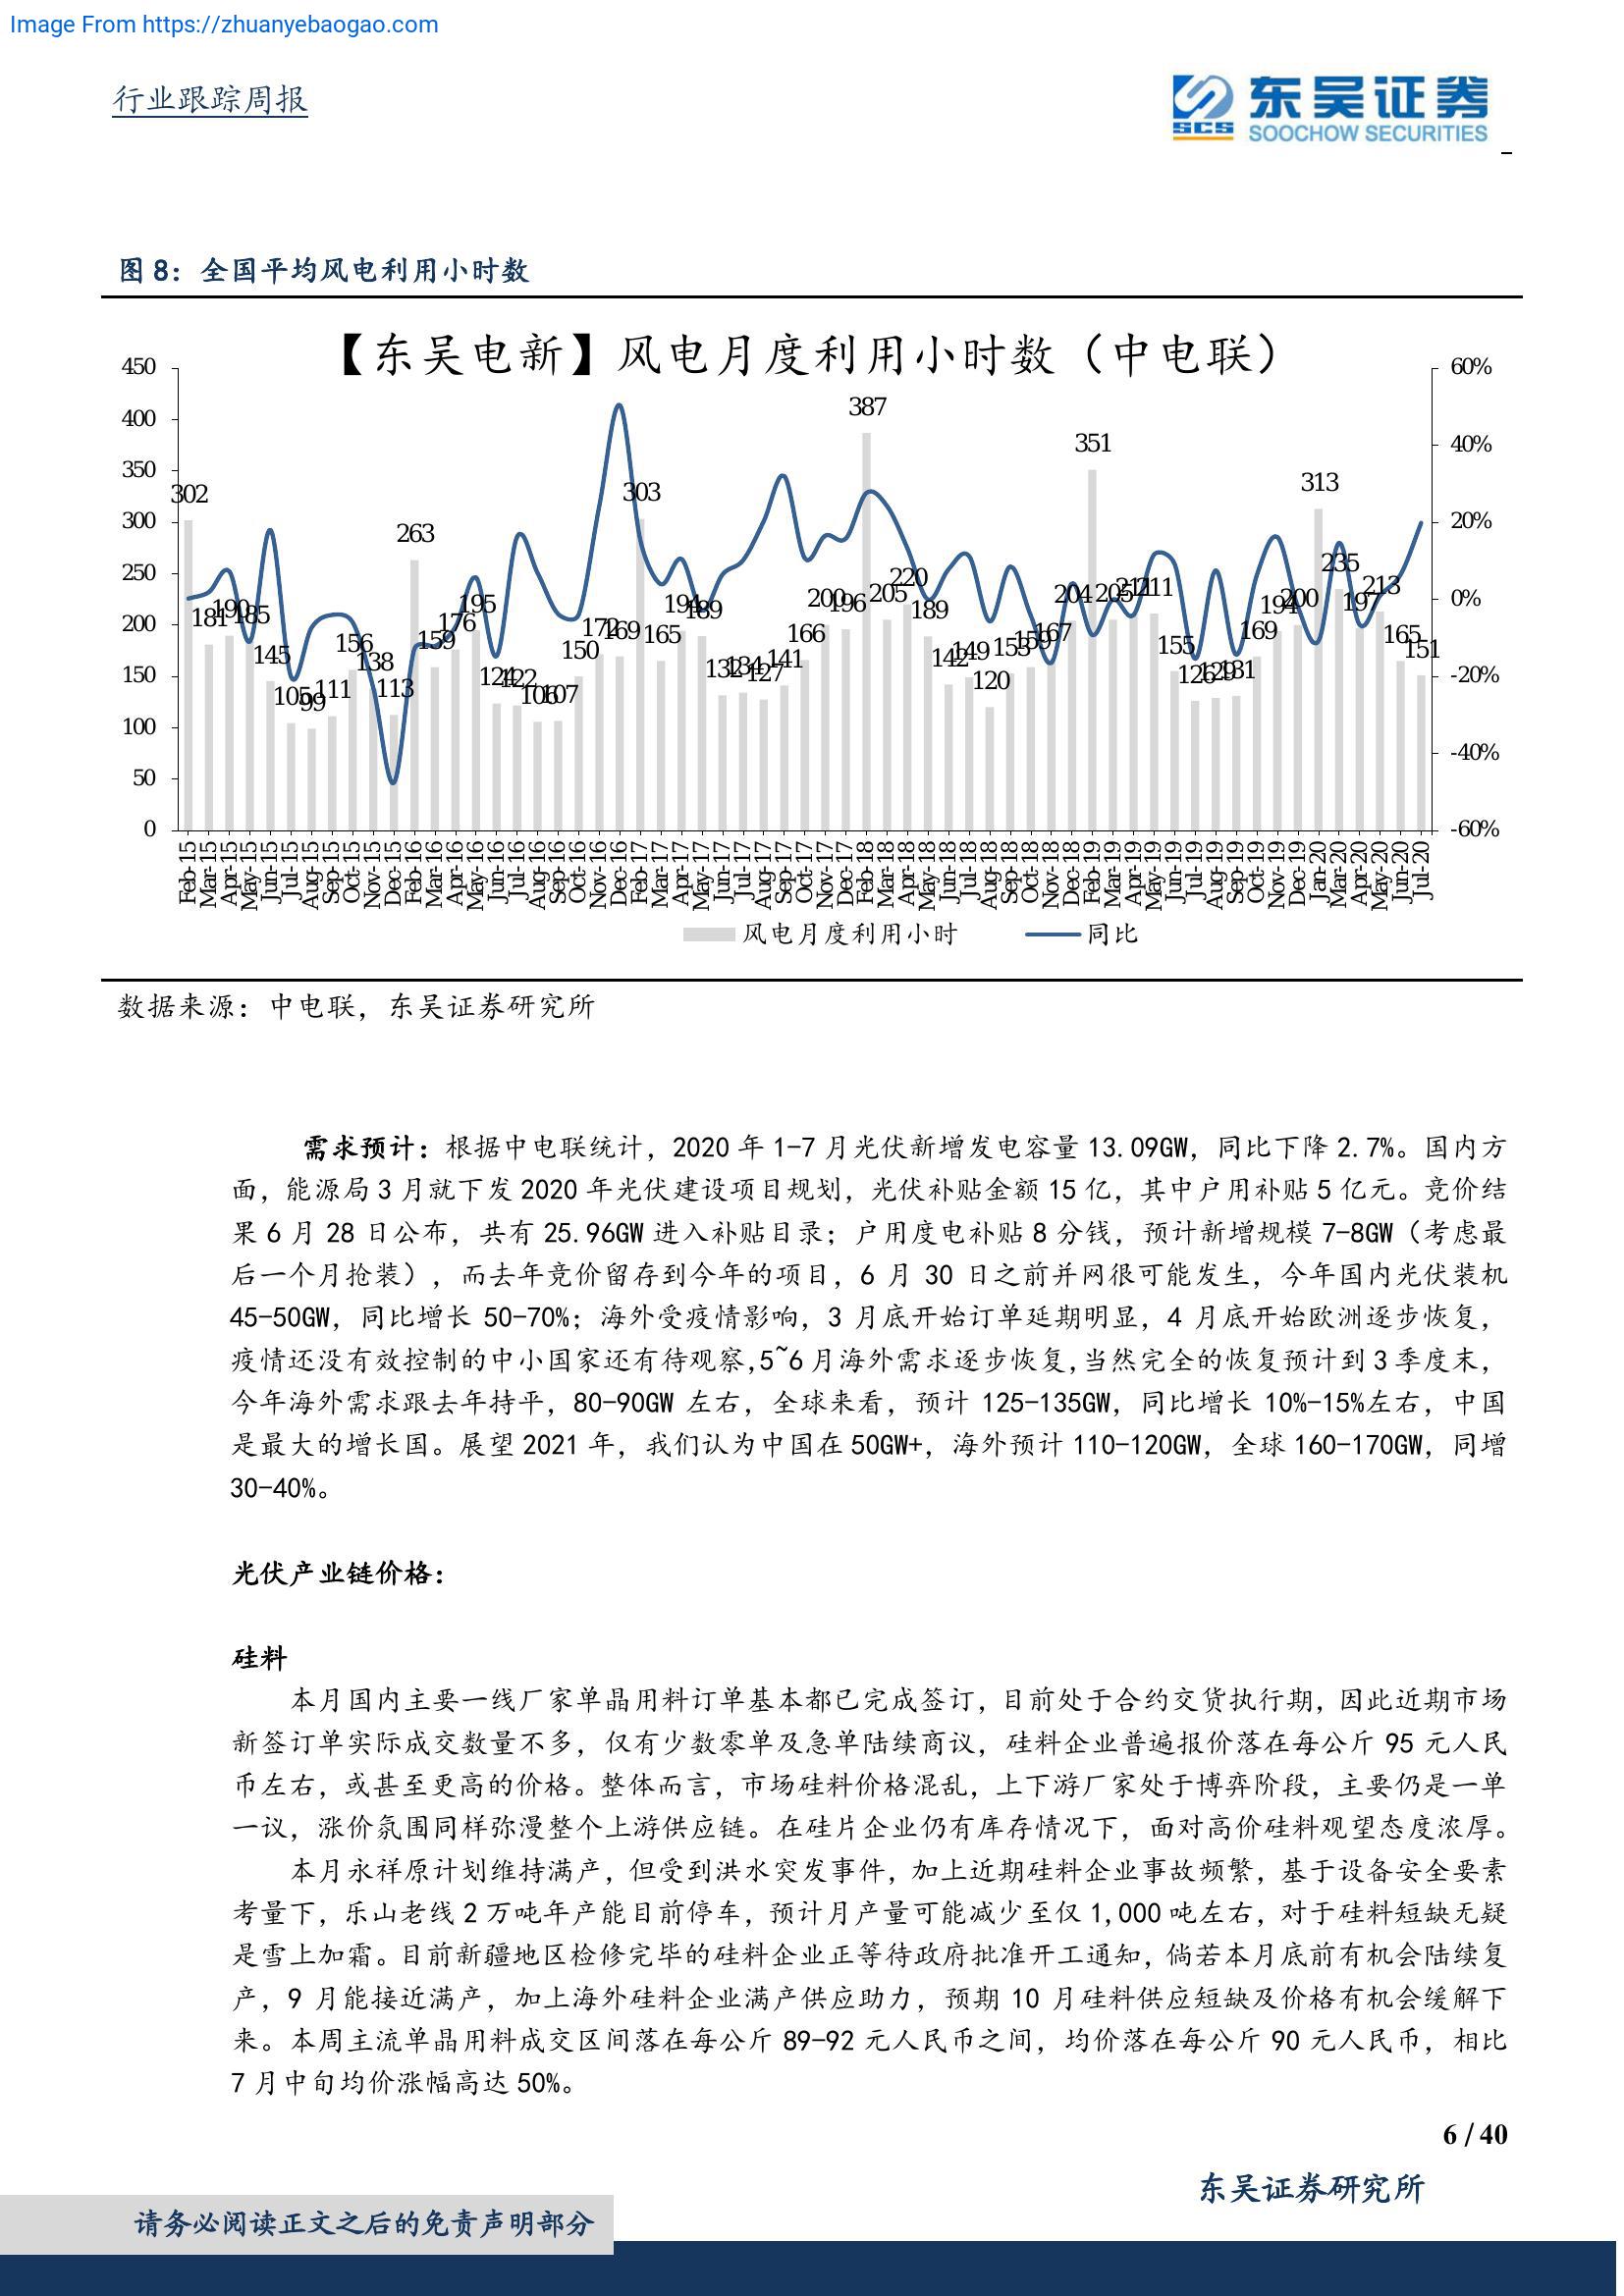 Image From https://zhuanyebaogao.com
行业跟踪周报
东吴证券
SCS SOOCHOW SECURITIES
图 8：全国平均风电利用小时数
【东吴电新】风电月度利用小时数（中电联）
450
400
350
300
250
200
150
100
50
0
60%
40%
20%
0%
-20%
-40%
-60%
302 181 190 185 145 105 99 111 156 138 113 263 159 176 195 124 122 106 107 150 172 169 303 165 194 189 132 134 127 141 166 200 196 387 205 220 189 142 149 120 153 159 167 204 351 205 212 211 155 126 129 131 169 194 200 313 235 197 213 165 151
Feb-15 Mar-15 Apr-15 May-15 Jun-15 Jul-15 Aug-15 Sep-15 Oct-15 Nov-15 Dec-15 Feb-16 Mar-16 Apr-16 May-16 Jun-16 Jul-16 Aug-16 Sep-16 Oct-16 Nov-16 Dec-16 Feb-17 Mar-17 Apr-17 May-17 Jun-17 Jul-17 Aug-17 Sep-17 Oct-17 Nov-17 Dec-17 Feb-18 Mar-18 Apr-18 May-18 Jun-18 Jul-18 Aug-18 Sep-18 Oct-18 Nov-18 Dec-18 Feb-19 Mar-19 Apr-19 May-19 Jun-19 Jul-19 Aug-19 Sep-19 Oct-19 Nov-19 Dec-19 Jan-20 Mar-20 Apr-20 May-20 Jun-20 Jul-20
风电月度利用小时 同比
数据来源：中电联，东吴证券研究所
需求预计：根据中电联统计，2020 年 1-7 月光伏新增发电容量 13.09GW，同比下降 2.7%。国内方
面，能源局 3 月就下发 2020 年光伏建设项目规划，光伏补贴金额 15 亿，其中户用补贴 5 亿元。竞价结
果 6 月 28 日公布，共有 25.96GW 进入补贴目录；户用度电补贴 8 分钱，预计新增规模 7-8GW（考虑最
后一个月抢装），而去年竞价留存到今年的项目，6 月 30 日之前并网很可能发生，今年国内光伏装机
45-50GW，同比增长 50-70%；海外受疫情影响，3 月底开始订单延期明显，4 月底开始欧洲逐步恢复，
疫情还没有效控制的中小国家还有待观察,5~6 月海外需求逐步恢复,当然完全的恢复预计到 3 季度末，
今年海外需求跟去年持平，80-90GW 左右，全球来看，预计 125-135GW，同比增长 10%-15%左右，中国
是最大的增长国。展望 2021 年，我们认为中国在 50GW+，海外预计 110-120GW，全球 160-170GW，同增
30-40%。
光伏产业链价格：
硅料
本月国内主要一线厂家单晶用料订单基本都已完成签订，目前处于合约交货执行期，因此近期市场
新签订单实际成交数量不多，仅有少数零单及急单陆续商议，硅料企业普遍报价落在每公斤 95 元人民
币左右，或甚至更高的价格。整体而言，市场硅料价格混乱，上下游厂家处于博弈阶段，主要仍是一单
一议，涨价氛围同样弥漫整个上游供应链。在硅片企业仍有库存情况下，面对高价硅料观望态度浓厚。
本月永祥原计划维持满产，但受到洪水突发事件，加上近期硅料企业事故频繁，基于设备安全要素
考量下，乐山老线 2 万吨年产能目前停车，预计月产量可能减少至仅 1,000 吨左右，对于硅料短缺无疑
是雪上加霜。目前新疆地区检修完毕的硅料企业正等待政府批准开工通知，倘若本月底前有机会陆续复
产，9 月能接近满产，加上海外硅料企业满产供应助力，预期 10 月硅料供应短缺及价格有机会缓解下
来。本周主流单晶用料成交区间落在每公斤 89-92 元人民币之间，均价落在每公斤 90 元人民币，相比
7 月中旬均价涨幅高达 50%。
6 / 40
东吴证券研究所
请务必阅读正文之后的免责声明部分